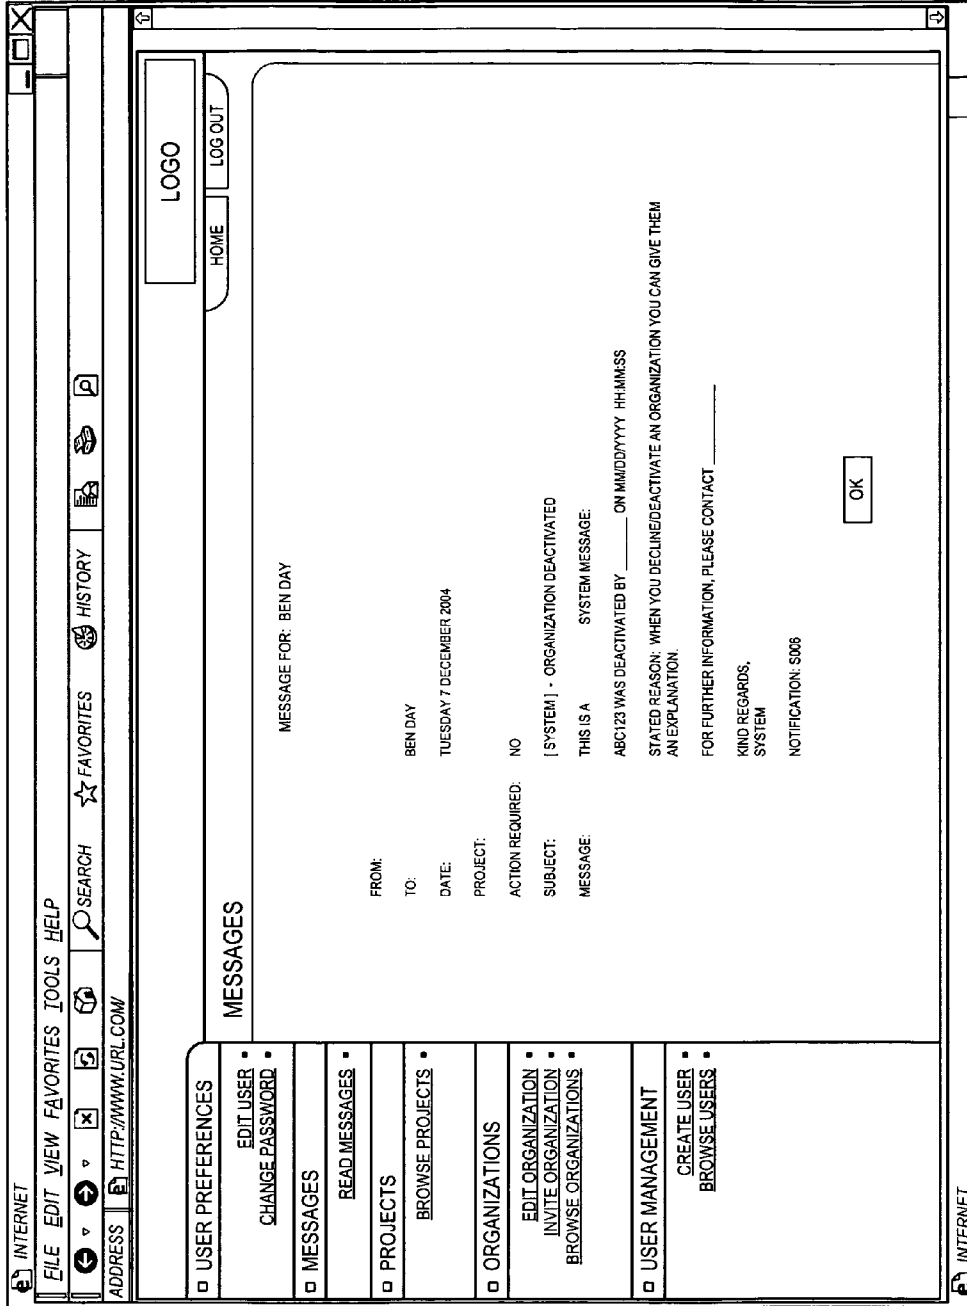 INTERNET
FILE EDIT VIEW FAVORITES TOOLS HELP
SEARCH FAVORITES HISTORY
ADDRESS HTTP://WWW.URL.COM/
LOGO
HOME LOG OUT
USER PREFERENCES
EDIT USER
CHANGE PASSWORD
MESSAGES
READ MESSAGES
PROJECTS
BROWSE PROJECTS
ORGANIZATIONS
EDIT ORGANIZATION
INVITE ORGANIZATION
BROWSE ORGANIZATIONS
USER MANAGEMENT
CREATE USER
BROWSE USERS
MESSAGES
MESSAGE FOR: BEN DAY
FROM:
TO: BEN DAY
DATE: TUESDAY 7 DECEMBER 2004
PROJECT:
ACTION REQUIRED: NO
SUBJECT: [ SYSTEM ] - ORGANIZATION DEACTIVATED
MESSAGE: THIS IS A SYSTEM MESSAGE:
ABC123 WAS DEACTIVATED BY ______ ON MM/DD/YYYY HH:MM:SS
STATED REASON: WHEN YOU DECLINE/DEACTIVATE AN ORGANIZATION YOU CAN GIVE THEM
AN EXPLANATION.
FOR FURTHER INFORMATION, PLEASE CONTACT ________
KIND REGARDS,
SYSTEM
NOTIFICATION: S006
OK
INTERNET